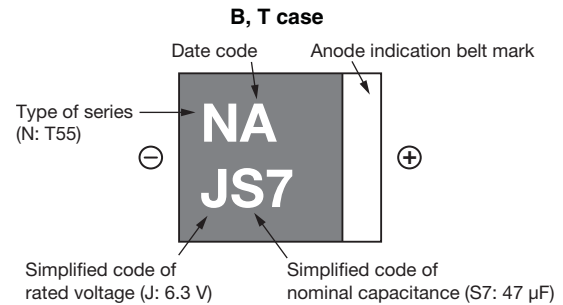 B, T case
Date code
Anode indication belt mark
Type of series
(N: T55)
NA
⊖
⊕
JS7
Simplified code of
rated voltage (J: 6.3 V)
Simplified code of
nominal capacitance (S7: 47 μF)